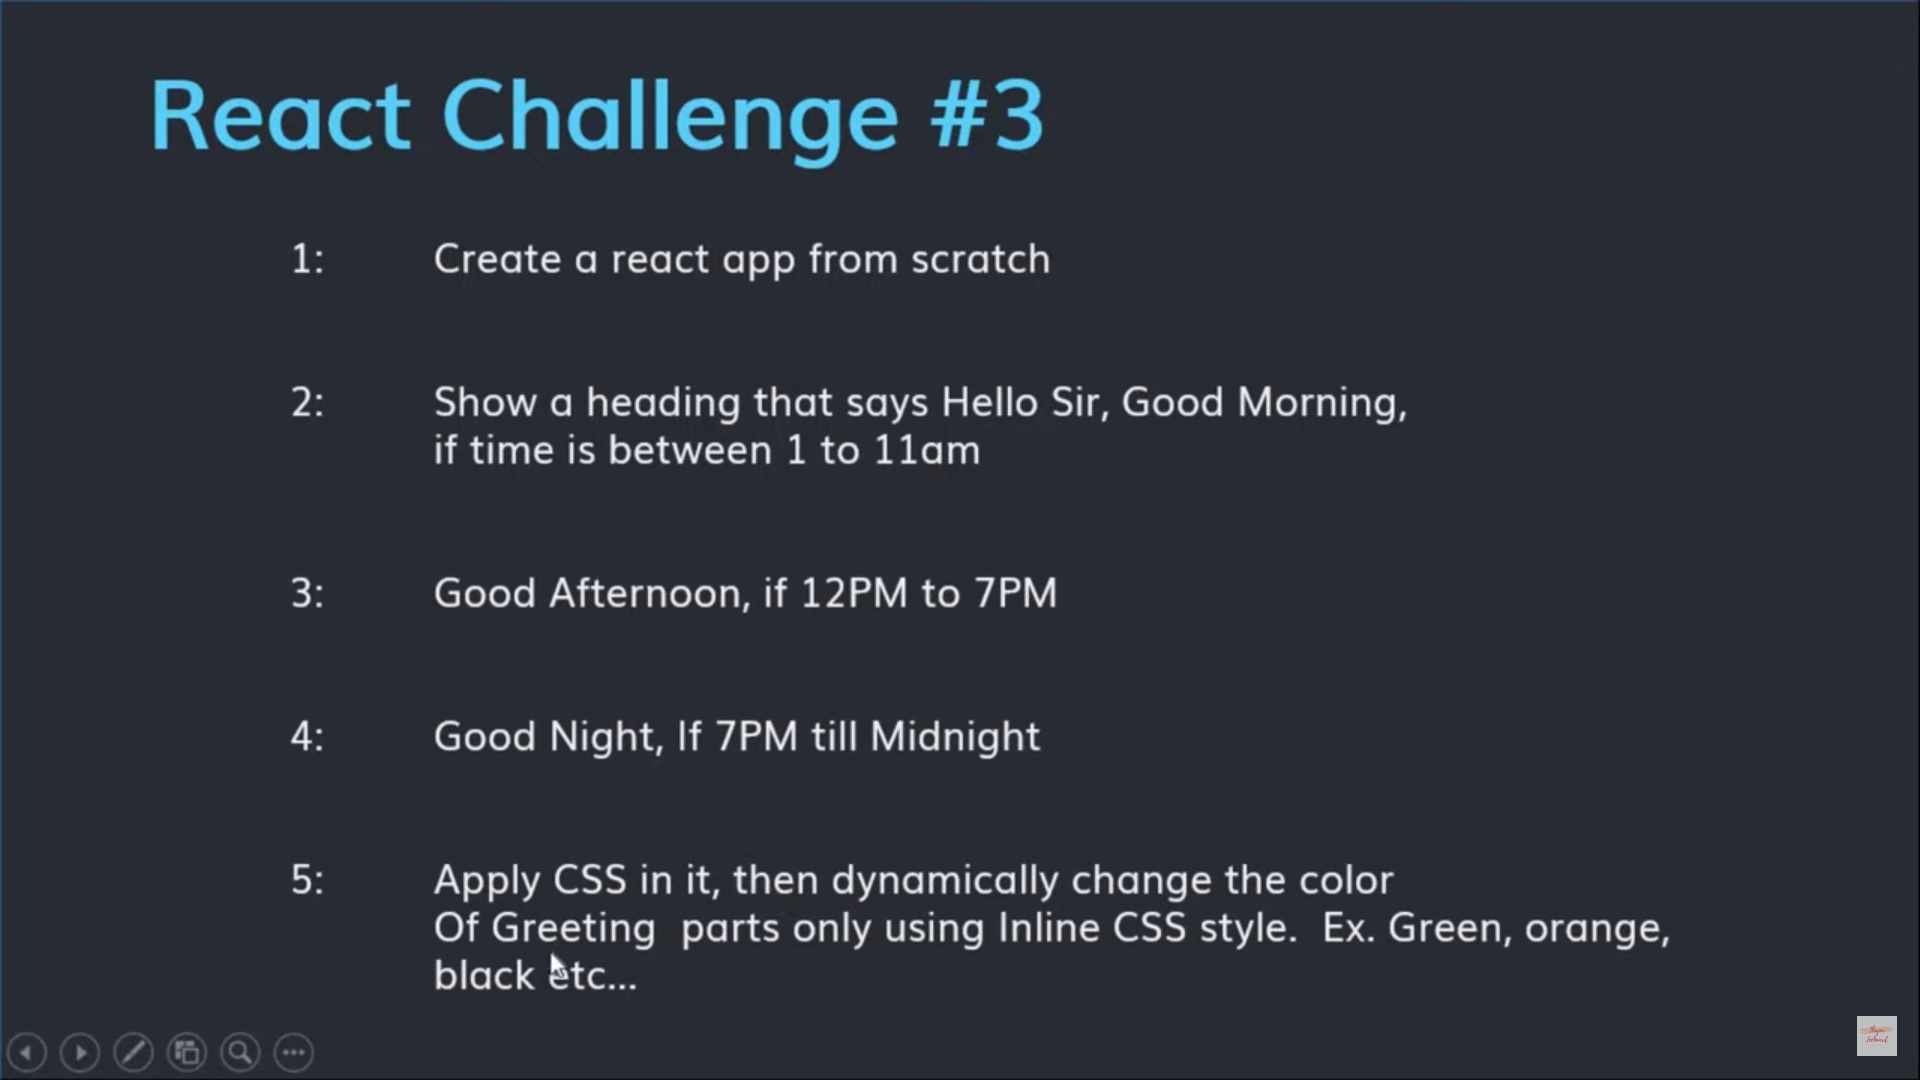 React Challenge #3
1: Create a react app from scratch
2: Show a heading that says Hello Sir, Good Morning,
if time is between 1 to 11am
3: Good Afternoon, if 12PM to 7PM
4: Good Night, If 7PM till Midnight
5: Apply CSS in it, then dynamically change the color
Of Greeting parts only using Inline CSS style. Ex. Green, orange,
black etc...